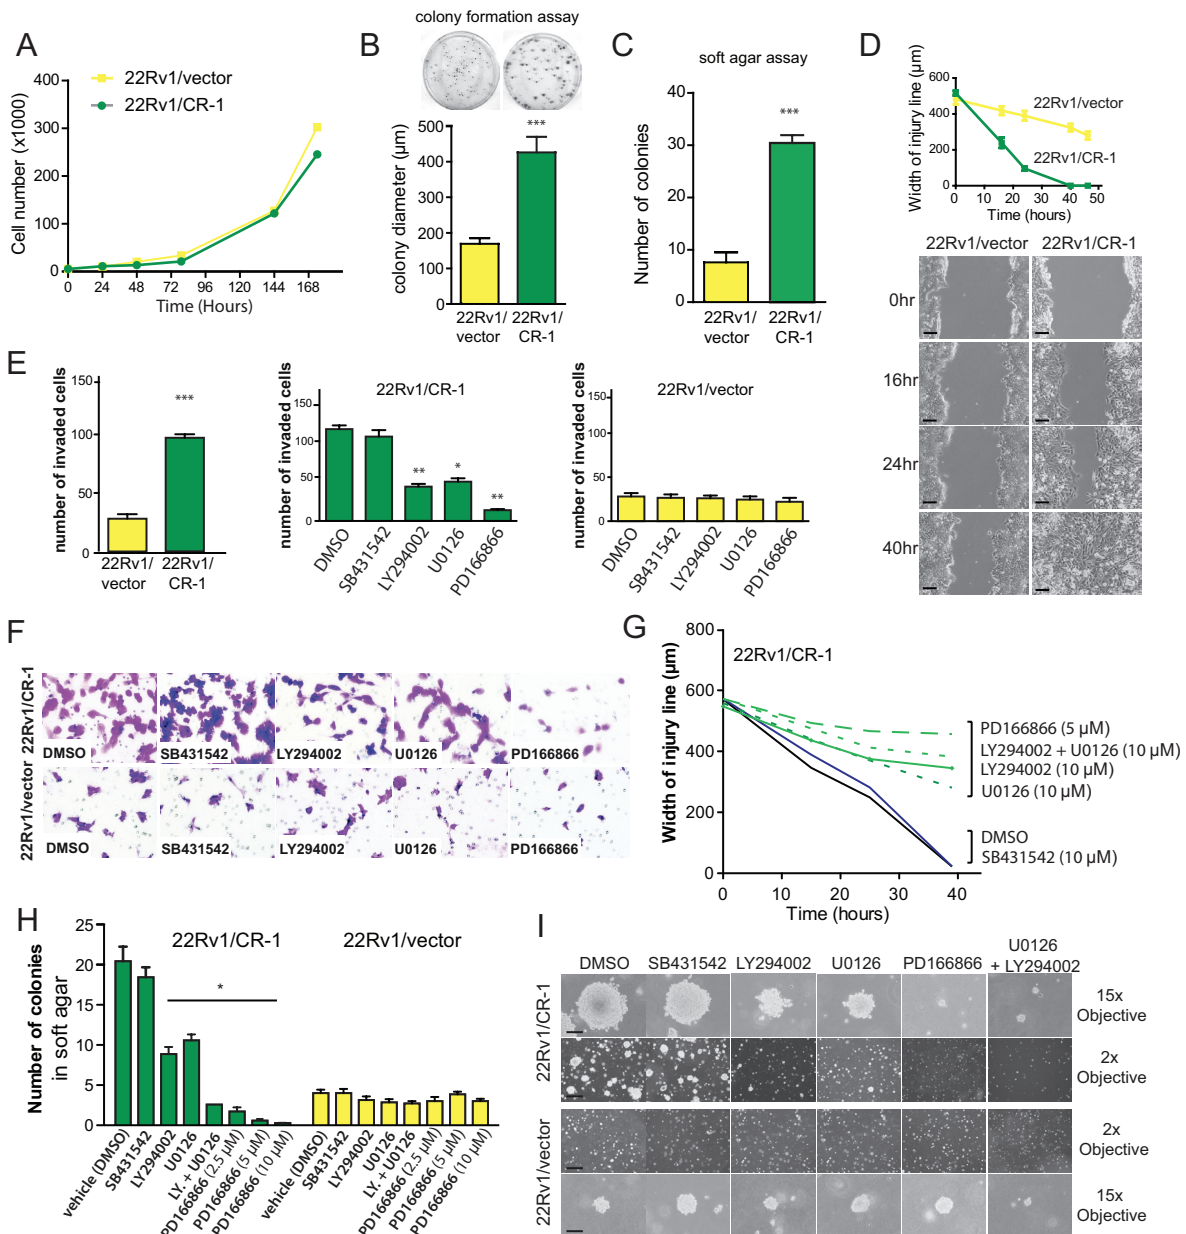 A
400
300
200
100
0
Cell number (x1000)
22Rv1/vector
22Rv1/CR-1
0 24 48 72 96 120 144 168
Time (Hours)
B
colony formation assay
500
400
300
200
100
0
colony diameter (µm)
***
22Rv1/ 22Rv1/
vector CR-1
C
soft agar assay
40
30
20
10
0
Number of colonies
***
22Rv1/ 22Rv1/
vector CR-1
D
600
400
200
0
Width of injury line (µm)
22Rv1/vector
22Rv1/CR-1
0 10 20 30 40 50
Time (hours)
22Rv1/vector 22Rv1/CR-1
0hr
16hr
24hr
40hr
E
150
100
50
0
number of invaded cells
***
22Rv1/ 22Rv1/
vector CR-1
22Rv1/CR-1
150
100
50
0
number of invaded cells
** * **
DMSO
SB431542
LY294002
U0126
PD166866
22Rv1/vector
150
100
50
0
number of invaded cells
DMSO
SB431542
LY294002
U0126
PD166866
F
22Rv1/CR-1
DMSO SB431542 LY294002 U0126 PD166866
22Rv1/vector
DMSO SB431542 LY294002 U0126 PD166866
G
800
600
400
200
0
Width of injury line (µm)
22Rv1/CR-1
PD166866 (5 µM)
LY294002 + U0126 (10 µM)
LY294002 (10 µM)
U0126 (10 µM)
DMSO
SB431542 (10 µM)
0 10 20 30 40
Time (hours)
H
25
20
15
10
5
0
Number of colonies
in soft agar
22Rv1/CR-1 22Rv1/vector
*
vehicle (DMSO)
SB431542
LY294002
U0126
LY. + U0126
PD166866 (2.5 µM)
PD166866 (5 µM)
PD166866 (10 µM)
vehicle (DMSO)
SB431542
LY294002
U0126
LY. + U0126
PD166866 (2.5 µM)
PD166866 (5 µM)
PD166866 (10 µM)
I
DMSO SB431542 LY294002 U0126 PD166866 U0126
+ LY294002
22Rv1/CR-1
15x
Objective
2x
Objective
22Rv1/vector
2x
Objective
15x
Objective